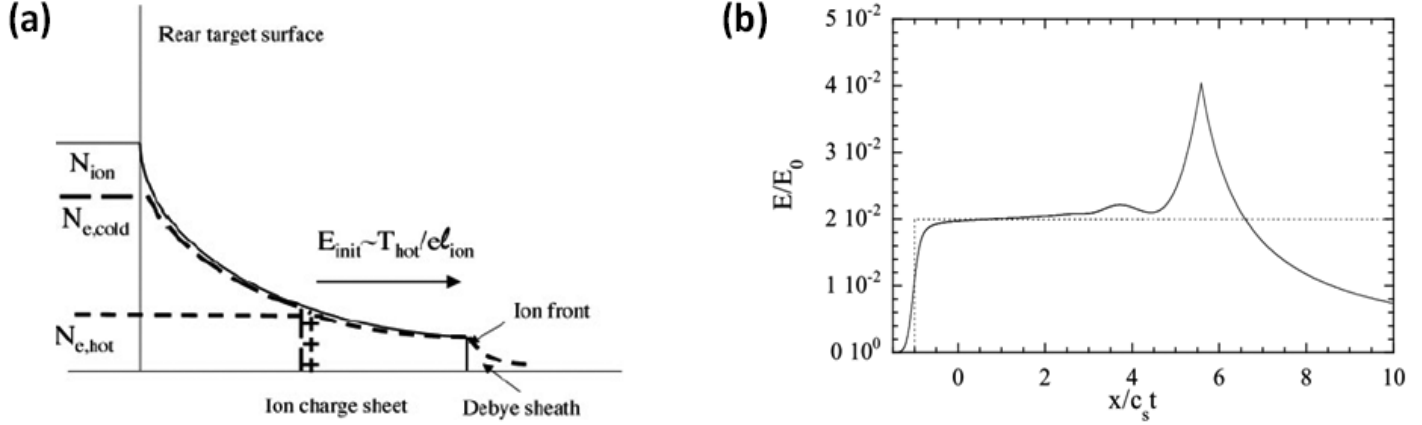 (a)
Rear target surface
N_ion
N_e,cold
E_init~T_hot/eℓ_ion
Ion front
N_e,hot
Ion charge sheet
Debye sheath
(b)
5 10^-2
4 10^-2
3 10^-2
2 10^-2
1 10^-2
0 10^0
E/E_0
0 2 4 6 8 10
x/c_s t